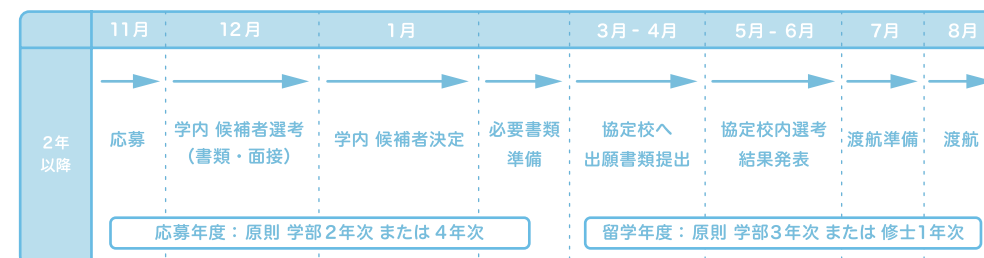 11月 12月 1月 3月 - 4月 5月 - 6月 7月 8月
2年
以降
応募
学内 候補者選考
（書類・面接）
学内 候補者決定
必要書類
準備
協定校へ
出願書類提出
協定校内選考
結果発表
渡航準備
渡航
応募年度： 原則 学部２年次 または ４年次
留学年度： 原則 学部３年次 または 修士１年次